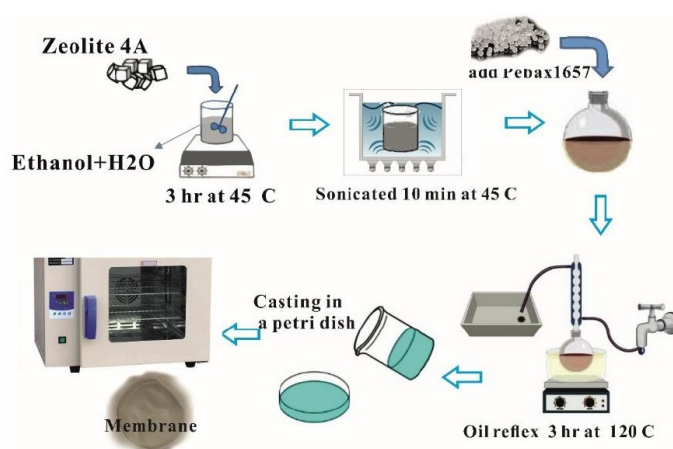 Zeolite 4A
Ethanol+H2O
3 hr at 45 C
Sonicated 10 min at 45 C
add Pebax1657
Oil reflex 3 hr at 120 C
Casting in
a petri dish
Membrane